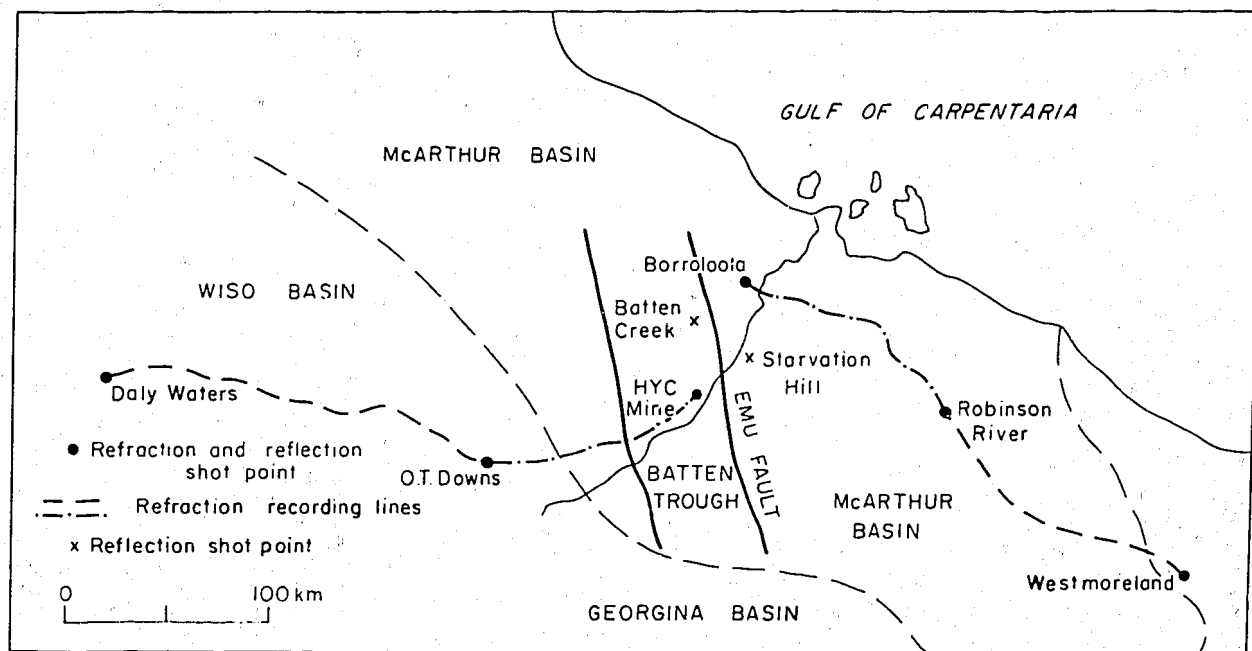 GULF OF CARPENTARIA
McARTHUR BASIN
WISO BASIN
Borroloola
Batten
Creek
Starvation
Hill
HYC
Mine
Daly Waters
EMU FAULT
Robinson
River
Refraction and reflection
shot point
O.T. Downs
BATTEN
TROUGH
McARTHUR
BASIN
Refraction recording lines
Reflection shot point
Westmoreland
0 100 km
GEORGINA BASIN